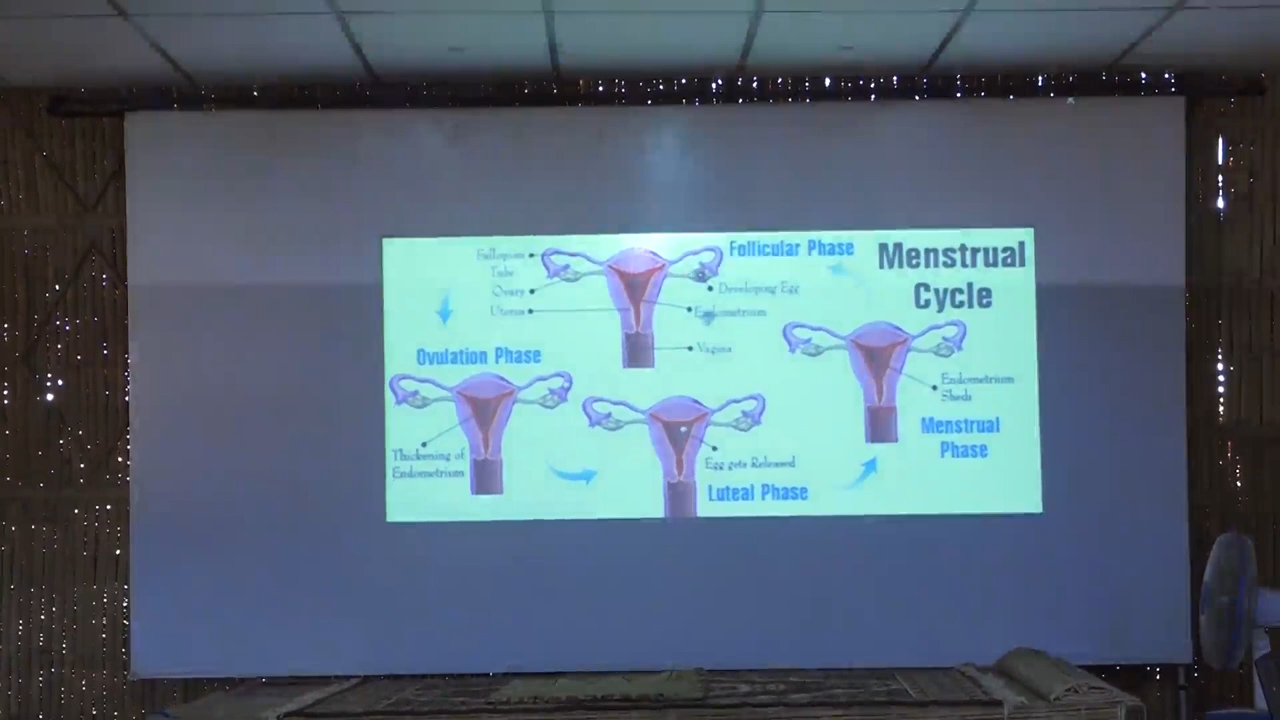 Menstrual
Cycle
Follicular Phase
Fallopian
Tube
Ovary
Uterus
Developing Egg
Endometrium
Vagina
Ovulation Phase
Thickening of
Endometrium
Egg gets Released
Luteal Phase
Endometrium
Sheds
Menstrual
Phase